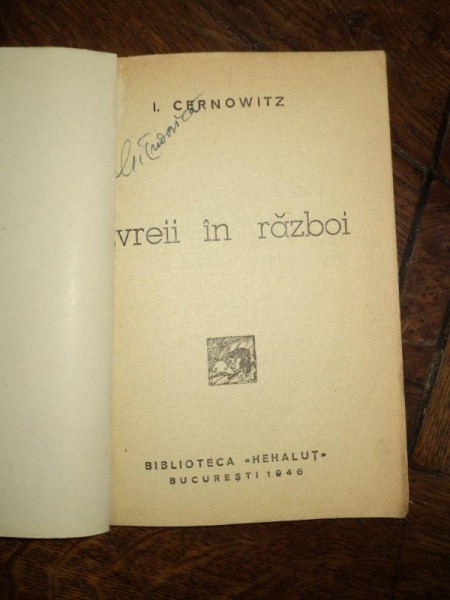 I. CERNOWITZ
vreii în război
BIBLIOTECA «HEHALUȚ»
BUCUREȘTI 1946